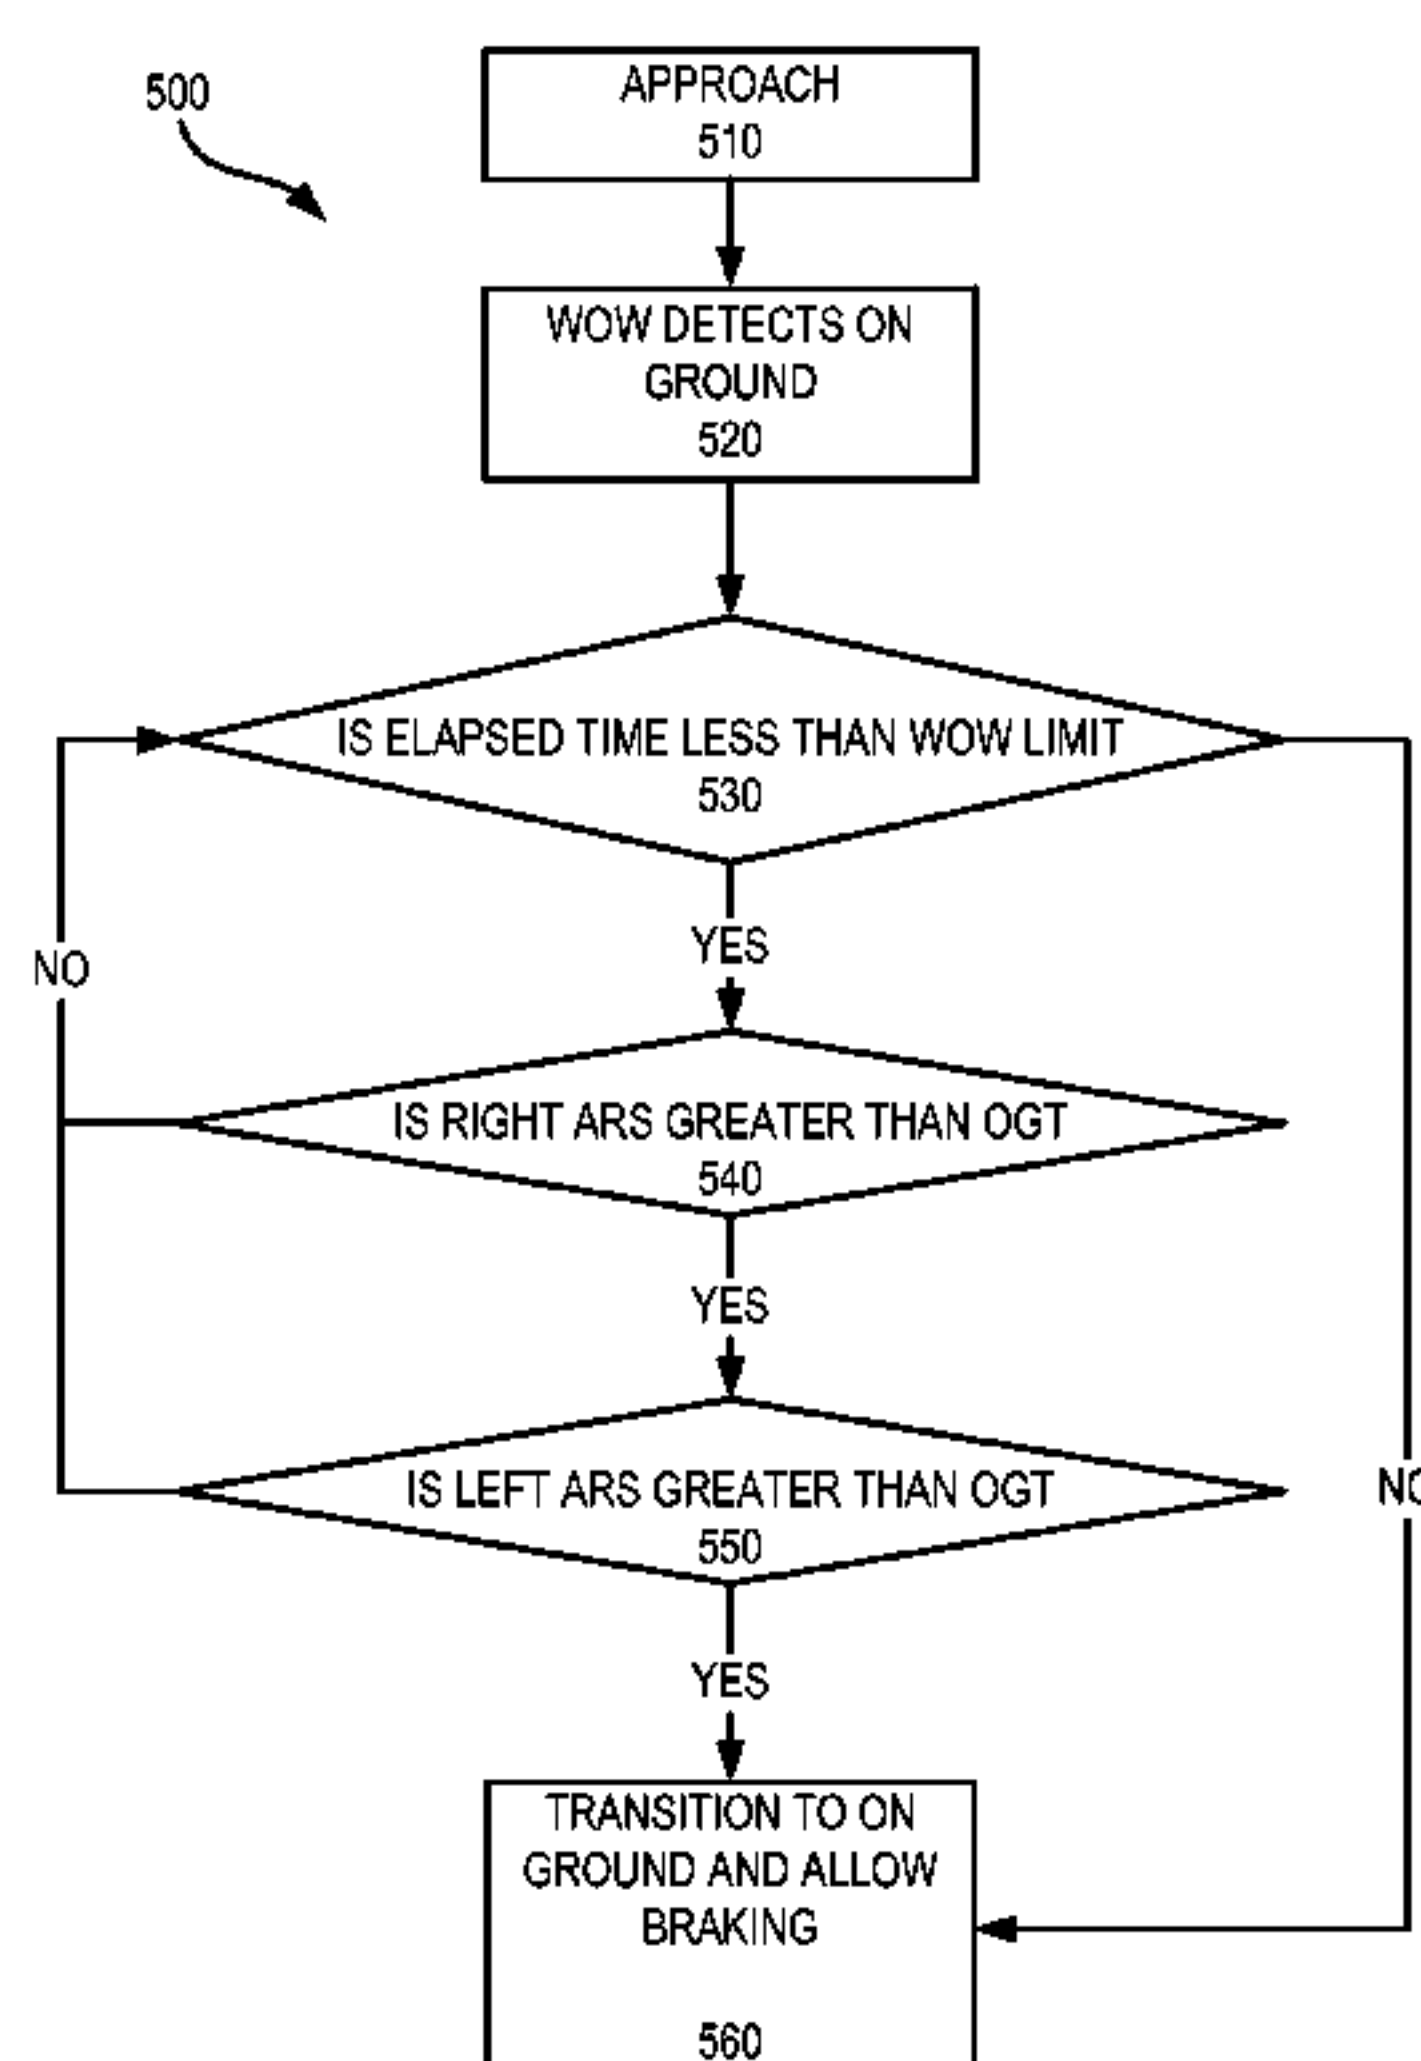 500
APPROACH
510
WOW DETECTS ON
GROUND
520
IS ELAPSED TIME LESS THAN WOW LIMIT
530
YES
NO
IS RIGHT ARS GREATER THAN OGT
540
YES
IS LEFT ARS GREATER THAN OGT
550
NO
YES
TRANSITION TO ON
GROUND AND ALLOW
BRAKING
560